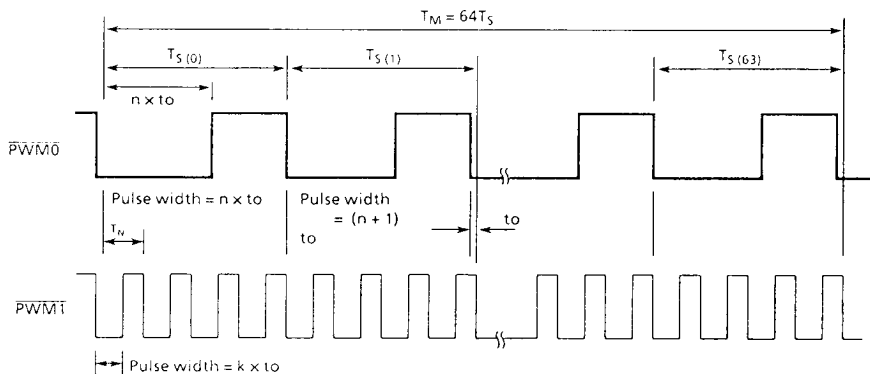 T_M = 64T_S
T_S (0)
T_S (1)
T_S (63)
n x to
PWM0
Pulse width = n x to
Pulse width
= (n + 1)
to
to
T_N
PWM1
Pulse width = k x to